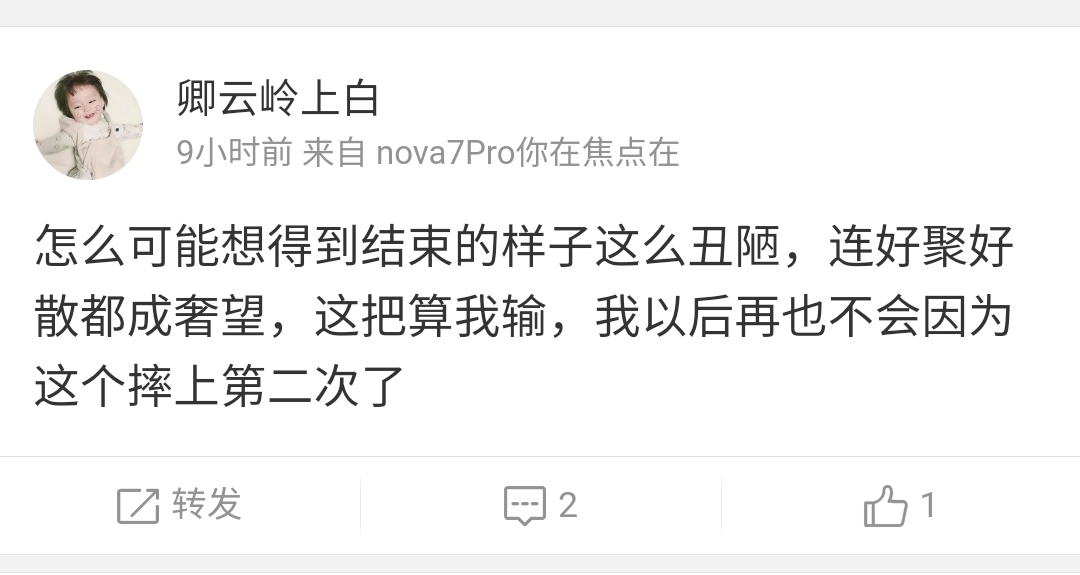 卿云岭上白
9小时前 来自 nova7Pro你在焦点在
怎么可能想得到结束的样子这么丑陋，连好聚好
散都成奢望，这把算我输，我以后再也不会因为
这个摔上第二次了
转发 2 1